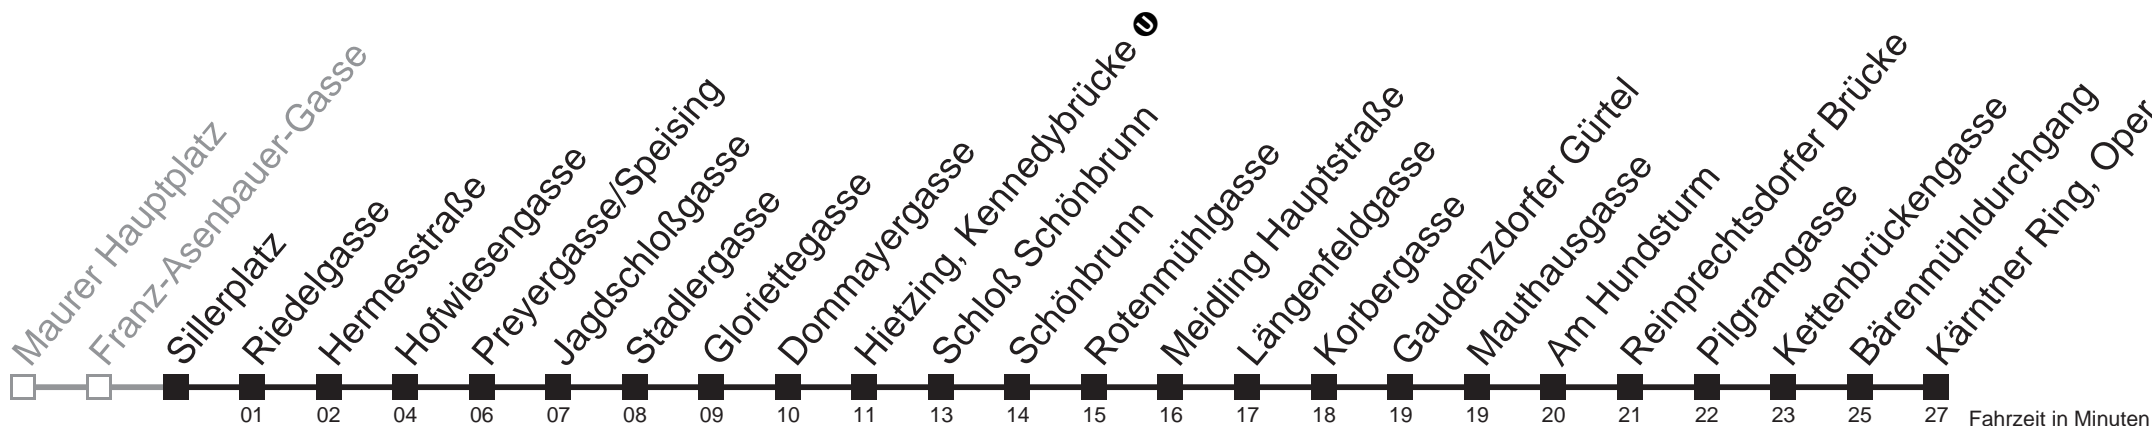 Maurer Hauptplatz
Franz-Asenbauer-Gasse
Sillerplatz
Riedelgasse
Hermesstraße
Hofwiesengasse
Preyergasse/Speising
Jagdschloßgasse
Stadlergasse
Gloriettegasse
Dommayergasse
Hietzing, Kennedybrücke U
Schloß Schönbrunn
Schönbrunn
Rotenmühlgasse
Meidling Hauptstraße
Längenfeldgasse
Korbergasse
Gaudenzdorfer Gürtel
Mauthausgasse
Am Hundsturm
Reinprechtsdorfer Brücke
Pilgramgasse
Kettenbrückengasse
Bärenmühldurchgang
Kärntner Ring, Oper
01 02 04 06 07 08 09 10 11 13 14 15 16 17 18 19 19 20 21 22 23 25 27 Fahrzeit in Minuten